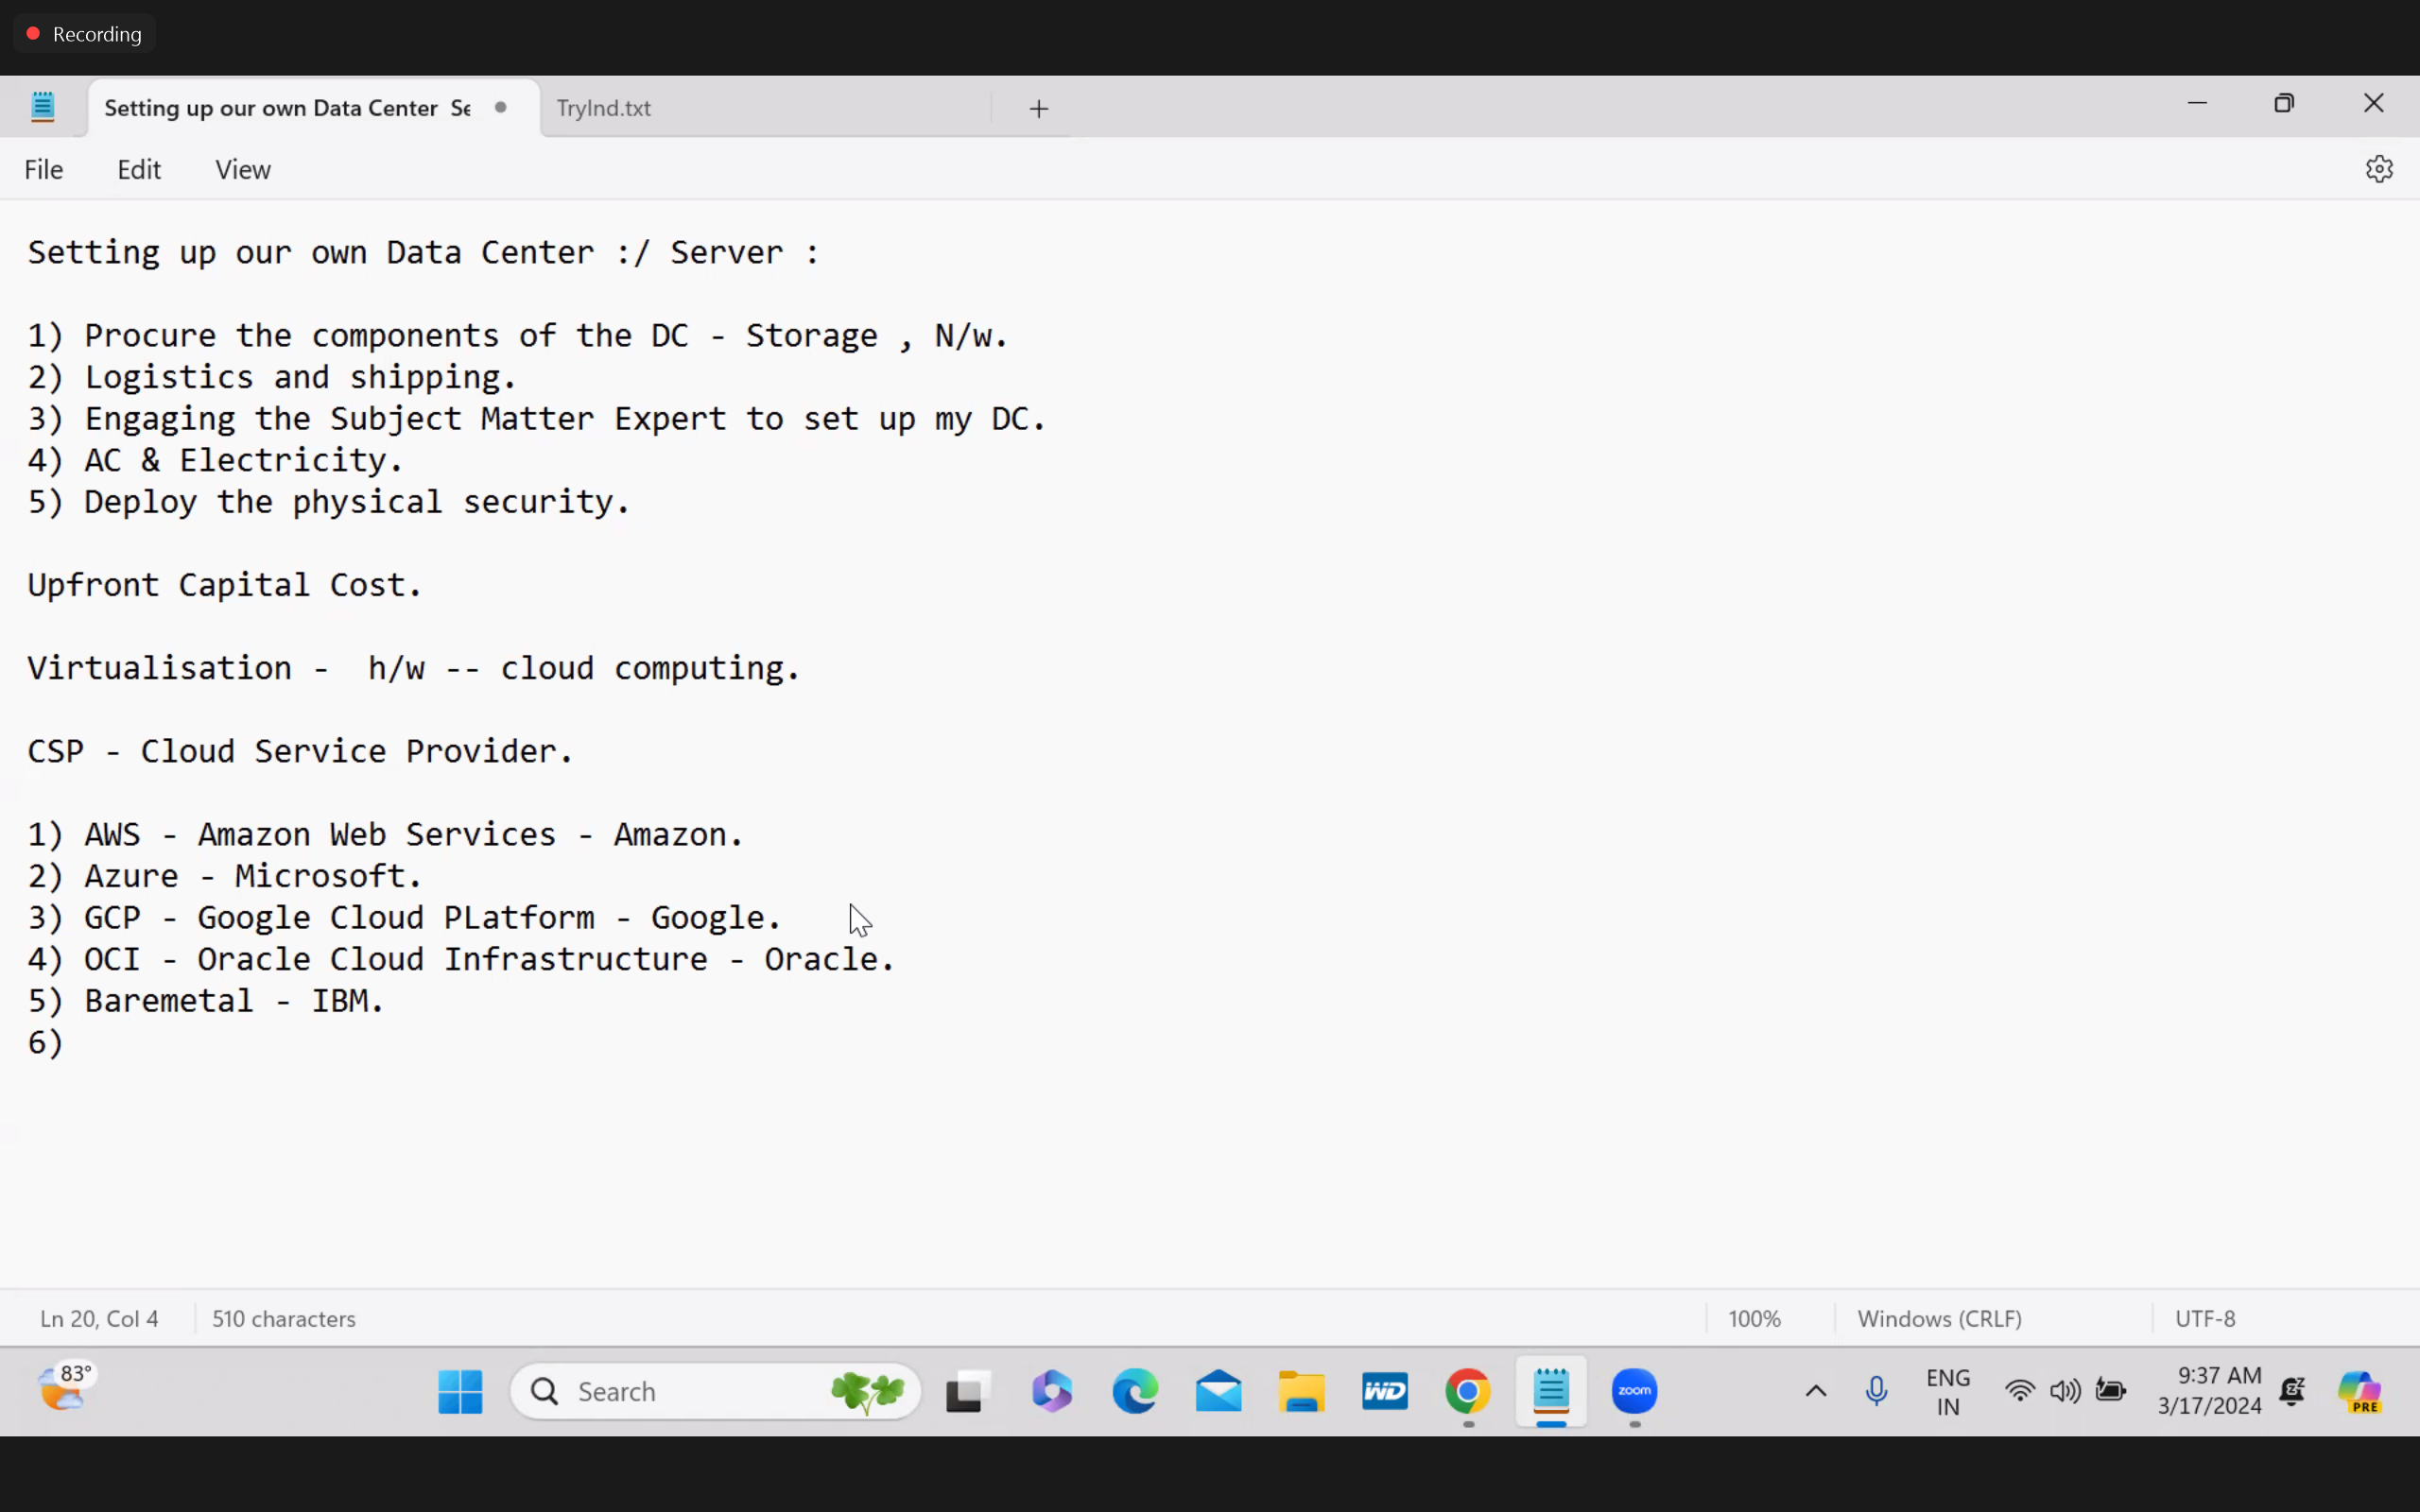 Recording
Setting up our own Data Center Se
TryInd.txt
File Edit View
Setting up our own Data Center :/ Server :
1) Procure the components of the DC - Storage , N/w.
2) Logistics and shipping.
3) Engaging the Subject Matter Expert to set up my DC.
4) AC & Electricity.
5) Deploy the physical security.
Upfront Capital Cost.
Virtualisation -  h/w -- cloud computing.
CSP - Cloud Service Provider.
1) AWS - Amazon Web Services - Amazon.
2) Azure - Microsoft.
3) GCP - Google Cloud PLatform - Google.
4) OCI - Oracle Cloud Infrastructure - Oracle.
5) Baremetal - IBM.
6)
Ln 20, Col 4 510 characters 100% Windows (CRLF) UTF-8
83° Search WD zoom ENG 9:37 AM
IN 3/17/2024 PRE